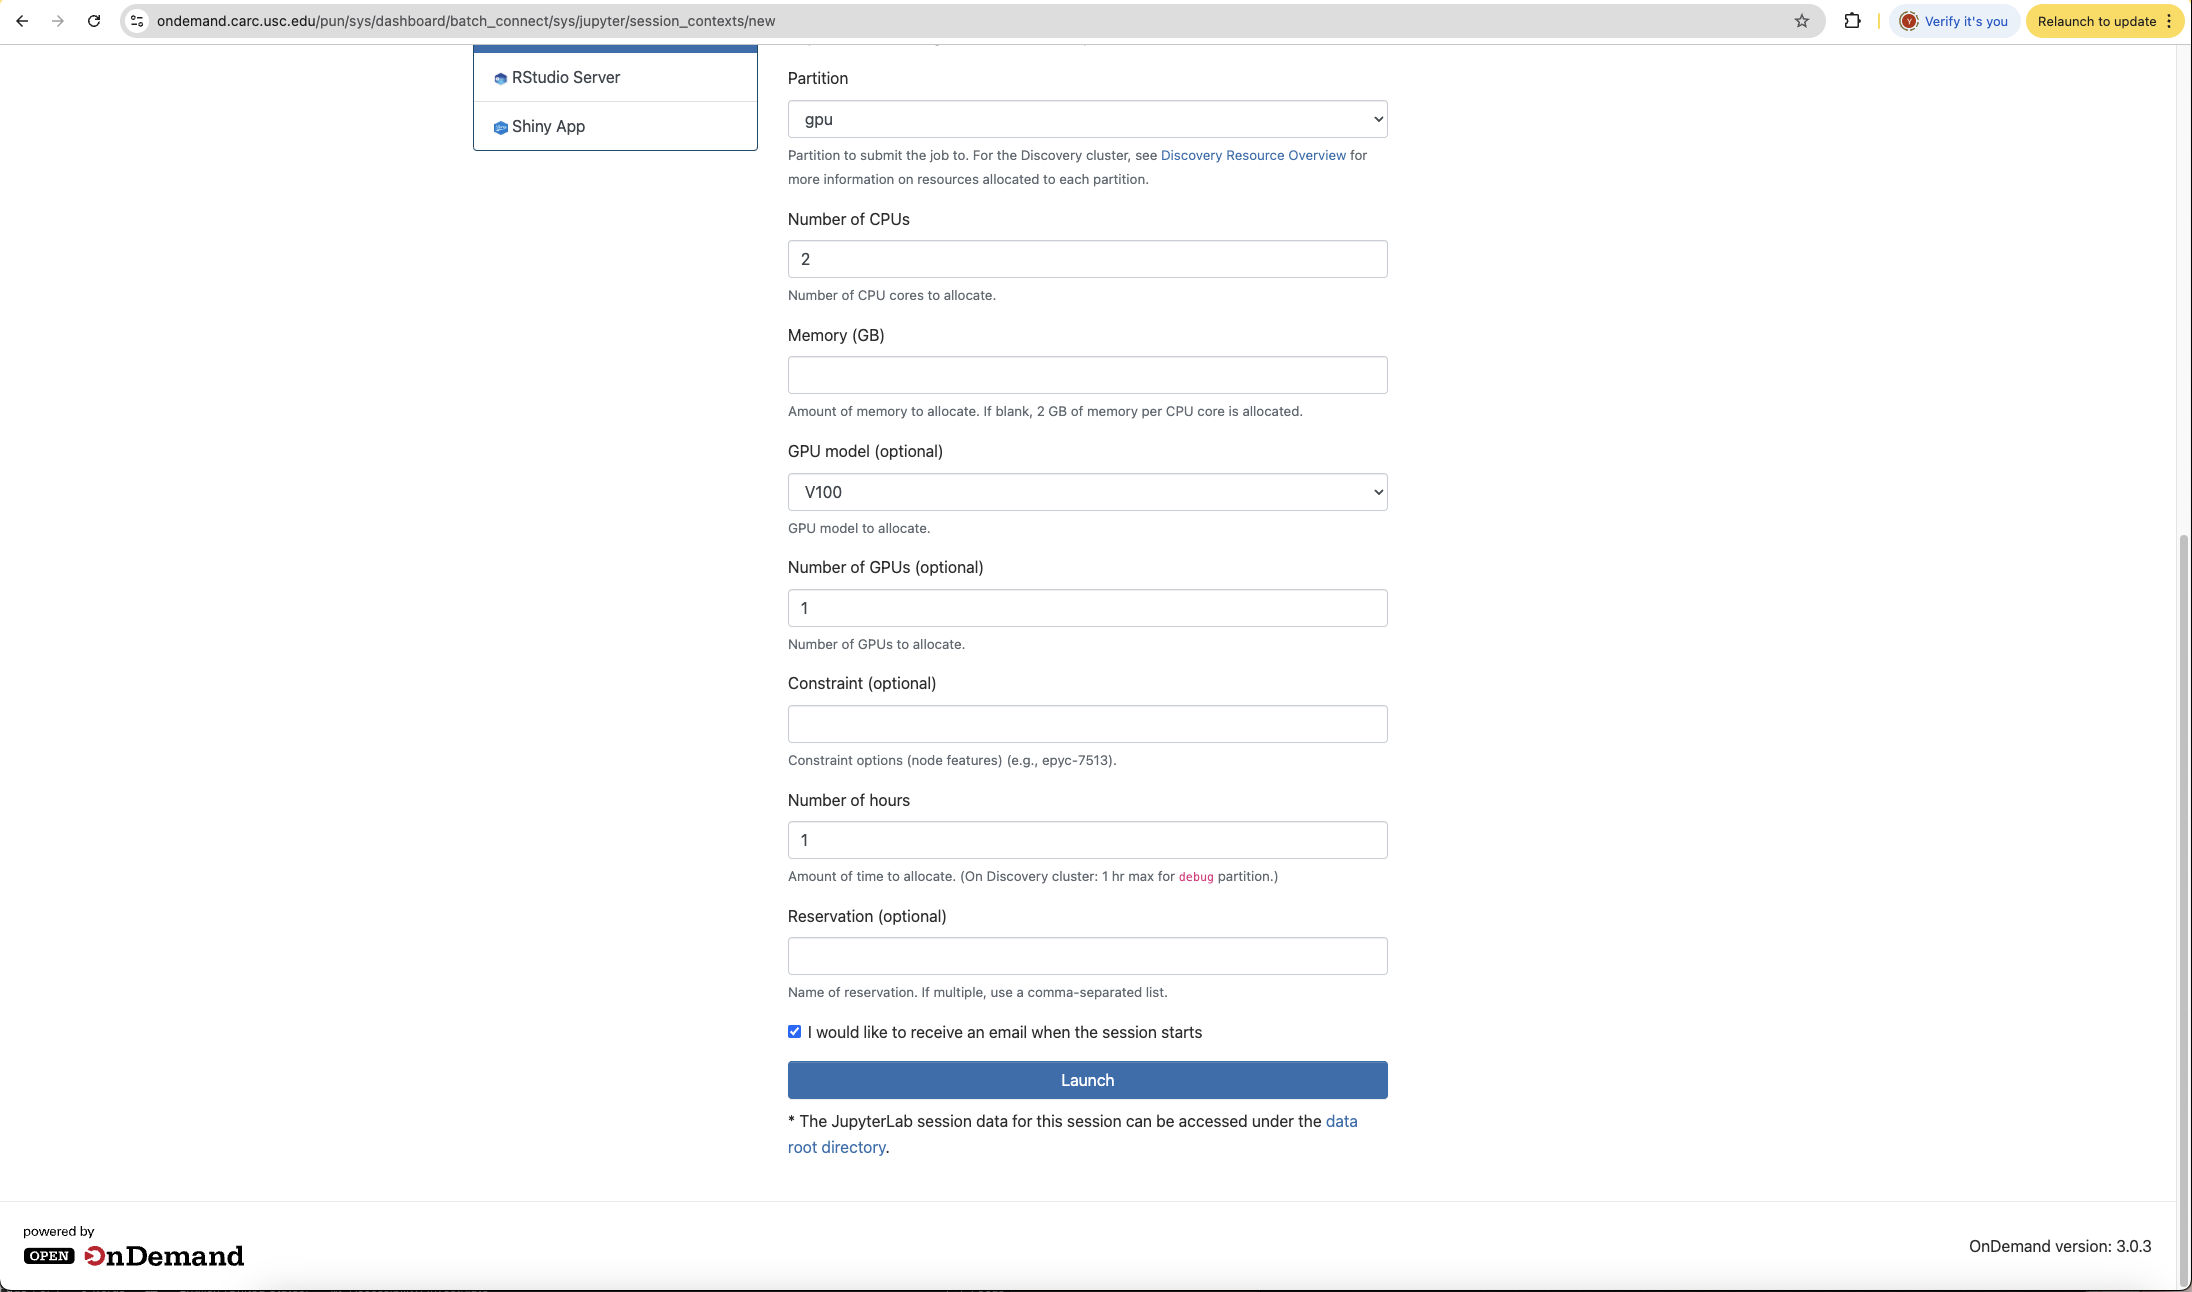 ondemand.carc.usc.edu/pun/sys/dashboard/batch_connect/sys/jupyter/session_contexts/new
Verify it's you
Relaunch to update
RStudio Server
Shiny App
Partition
gpu
Partition to submit the job to. For the Discovery cluster, see Discovery Resource Overview for
more information on resources allocated to each partition.
Number of CPUs
2
Number of CPU cores to allocate.
Memory (GB)
Amount of memory to allocate. If blank, 2 GB of memory per CPU core is allocated.
GPU model (optional)
V100
GPU model to allocate.
Number of GPUs (optional)
1
Number of GPUs to allocate.
Constraint (optional)
Constraint options (node features) (e.g., epyc-7513).
Number of hours
1
Amount of time to allocate. (On Discovery cluster: 1 hr max for debug partition.)
Reservation (optional)
Name of reservation. If multiple, use a comma-separated list.
I would like to receive an email when the session starts
Launch
* The JupyterLab session data for this session can be accessed under the data
root directory.
powered by
OPEN OnDemand
OnDemand version: 3.0.3